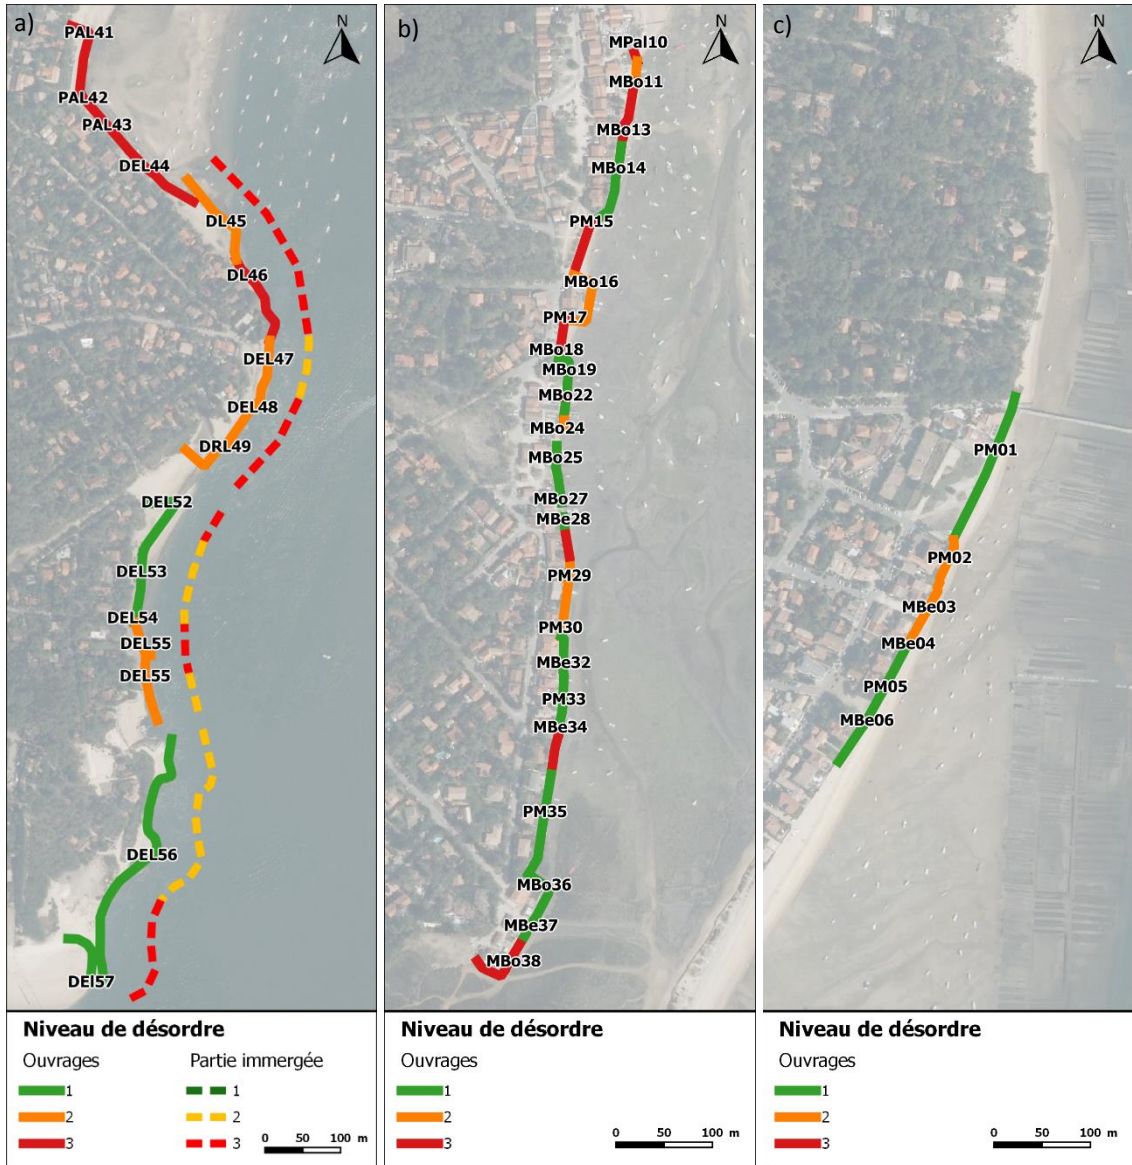 a)
N
PAL41
PAL42
PAL43
DEL44
DL45
DL46
DEL47
DEL48
DRL49
DEL52
DEL53
DEL54
DEL55
DEL55
DEL56
DEI57
Niveau de désordre
Ouvrages
Partie immergée
1
1
2
2
3
3
0 50 100 m
b)
N
MPal10
MBo11
MBo13
MBo14
PM15
MBo16
PM17
MBo18
MBo19
MBo22
MBo24
MBo25
MBo27
MBe28
PM29
PM30
MBe32
PM33
MBe34
PM35
MBo36
MBe37
MBo38
Niveau de désordre
Ouvrages
1
2
3
0 50 100 m
c)
N
PM01
PM02
MBe03
MBe04
PM05
MBe06
Niveau de désordre
Ouvrages
1
2
3
0 50 100 m